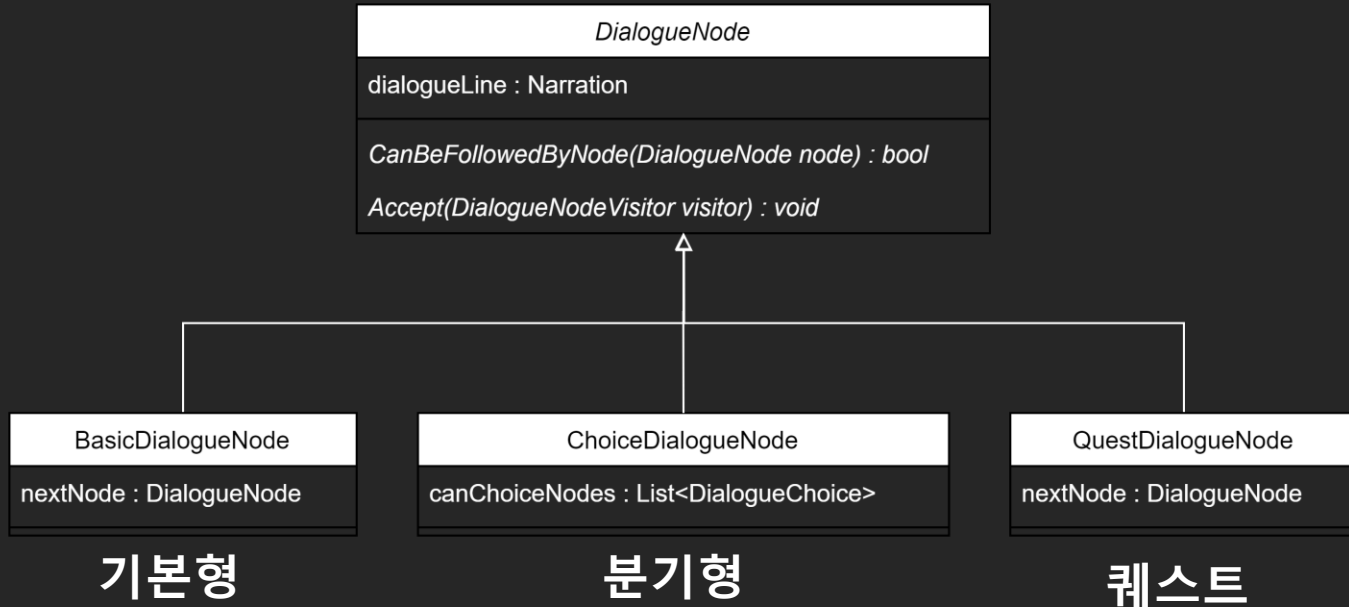 DialogueNode
dialogueLine : Narration
CanBeFollowedByNode(DialogueNode node) : bool
Accept(DialogueNodeVisitor visitor) : void
BasicDialogueNode
nextNode : DialogueNode
기본형
ChoiceDialogueNode
canChoiceNodes : List<DialogueChoice>
분기형
QuestDialogueNode
nextNode : DialogueNode
퀘스트